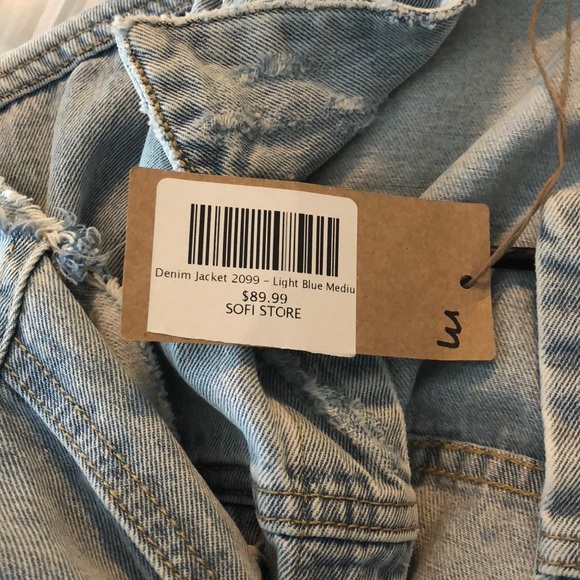 Denim Jacket 2099 - Light Blue Mediu
$89.99
SOFI STORE